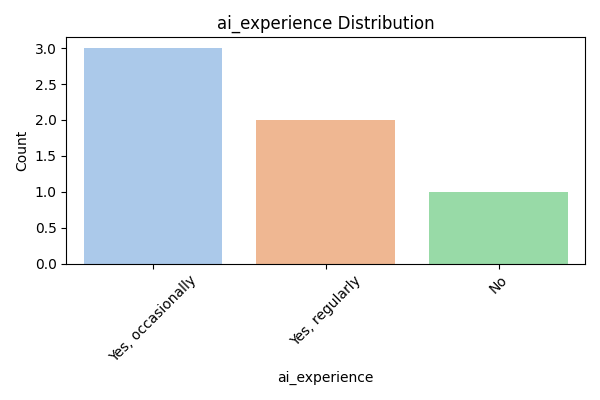 ai_experience Distribution
3.0
2.5
2.0
1.5
1.0
0.5
0.0
Count
Yes, occasionally
Yes, regularly
No
ai_experience